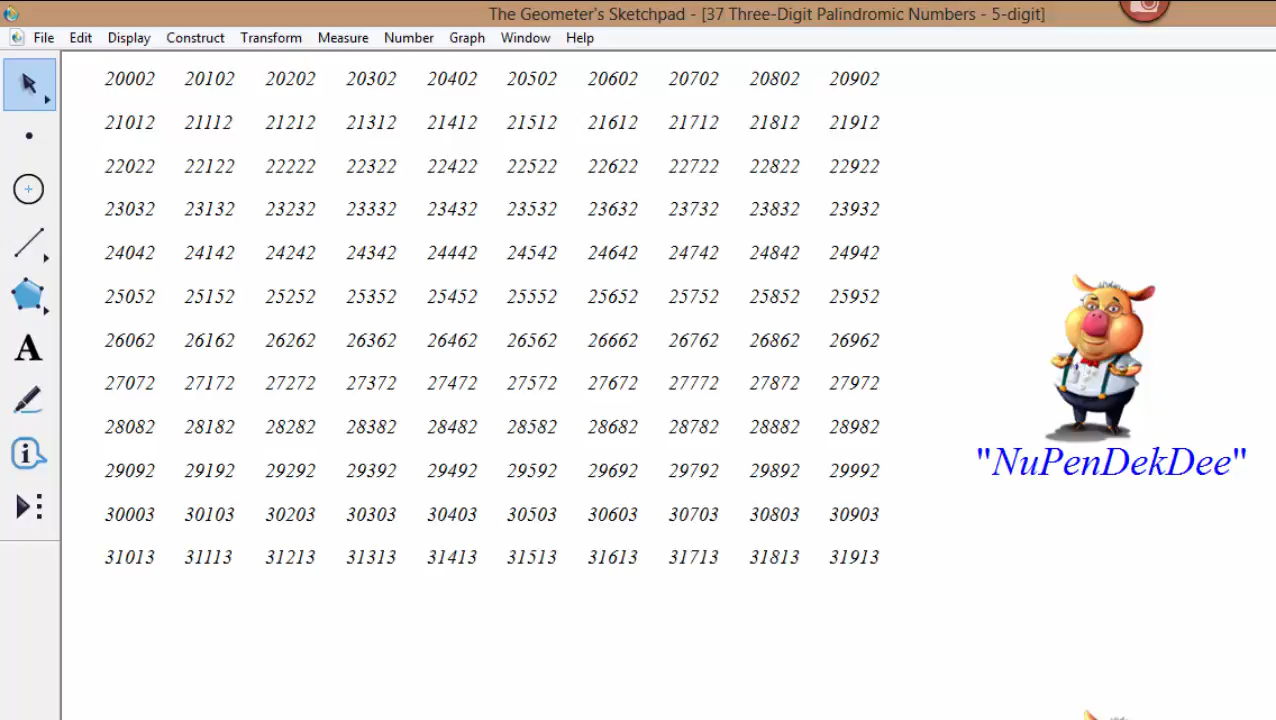 The Geometer's Sketchpad - [37 Three-Digit Palindromic Numbers - 5-digit]
File Edit Display Construct Transform Measure Number Graph Window Help
20002 20102 20202 20302 20402 20502 20602 20702 20802 20902
21012 21112 21212 21312 21412 21512 21612 21712 21812 21912
22022 22122 22222 22322 22422 22522 22622 22722 22822 22922
23032 23132 23232 23332 23432 23532 23632 23732 23832 23932
24042 24142 24242 24342 24442 24542 24642 24742 24842 24942
25052 25152 25252 25352 25452 25552 25652 25752 25852 25952
26062 26162 26262 26362 26462 26562 26662 26762 26862 26962
27072 27172 27272 27372 27472 27572 27672 27772 27872 27972
28082 28182 28282 28382 28482 28582 28682 28782 28882 28982
29092 29192 29292 29392 29492 29592 29692 29792 29892 29992
30003 30103 30203 30303 30403 30503 30603 30703 30803 30903
31013 31113 31213 31313 31413 31513 31613 31713 31813 31913
A
i
"NuPenDekDee"